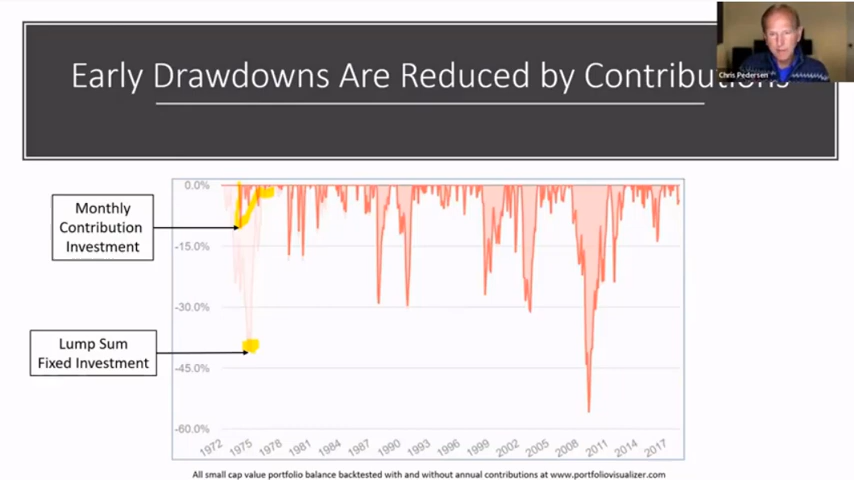 Early Drawdowns Are Reduced by Contributions
Chris Pedersen
Monthly
Contribution
Investment
Lump Sum
Fixed Investment
0.0%
-15.0%
-30.0%
-45.0%
-60.0%
1972
1975
1978
1981
1984
1987
1990
1993
1996
1999
2002
2005
2008
2011
2014
2017
All small cap value portfolio balance backtested with and without annual contributions at www.portfoliovisualizer.com